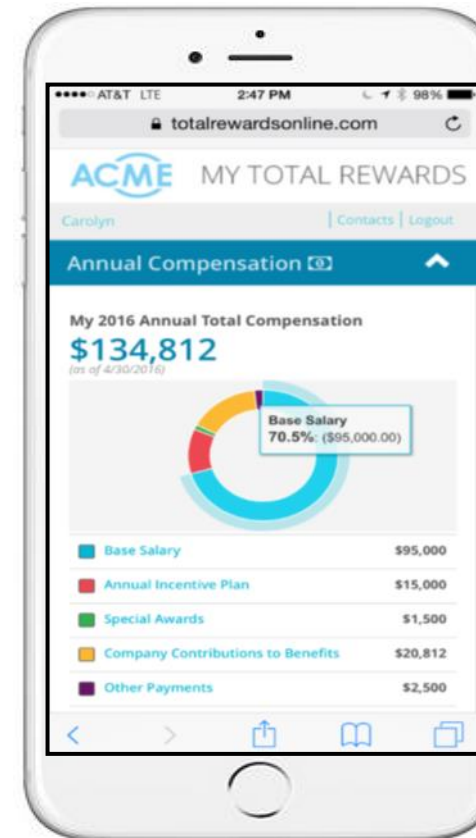 AT&T LTE 2:47 PM 98%
totalrewardsonline.com
ACME MY TOTAL REWARDS
Carolyn | Contacts | Logout
Annual Compensation
My 2016 Annual Total Compensation
$134,812
(as of 4/30/2016)
Base Salary
70.5%: ($95,000.00)
Base Salary $95,000
Annual Incentive Plan $15,000
Special Awards $1,500
Company Contributions to Benefits $20,812
Other Payments $2,500